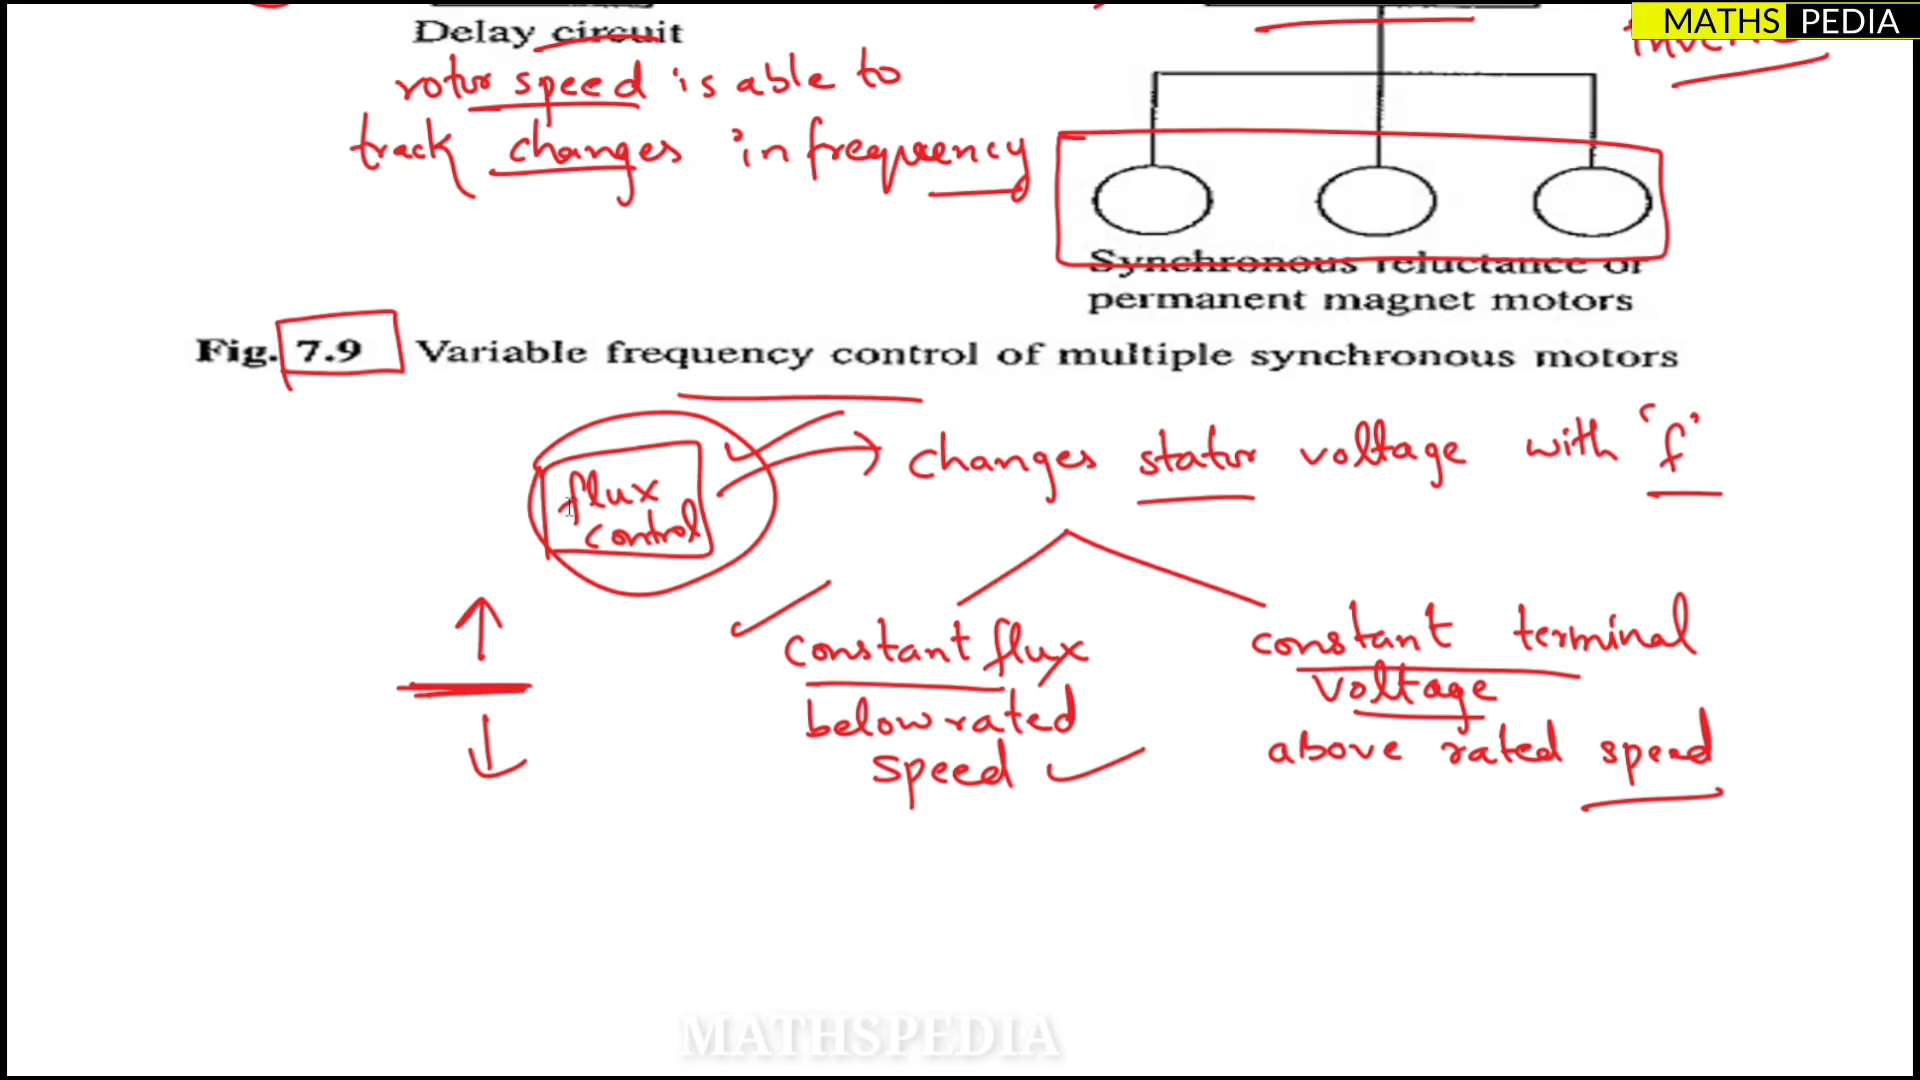 MATHS PEDIA
Delay circuit
rotor speed is able to
track changes in frequency
Synchronous reluctance or
permanent magnet motors
Fig. 7.9 Variable frequency control of multiple synchronous motors
flux
control
changes stator voltage with 'f'
constant flux
below rated
speed
constant terminal
voltage
above rated speed
MATHSPEDIA